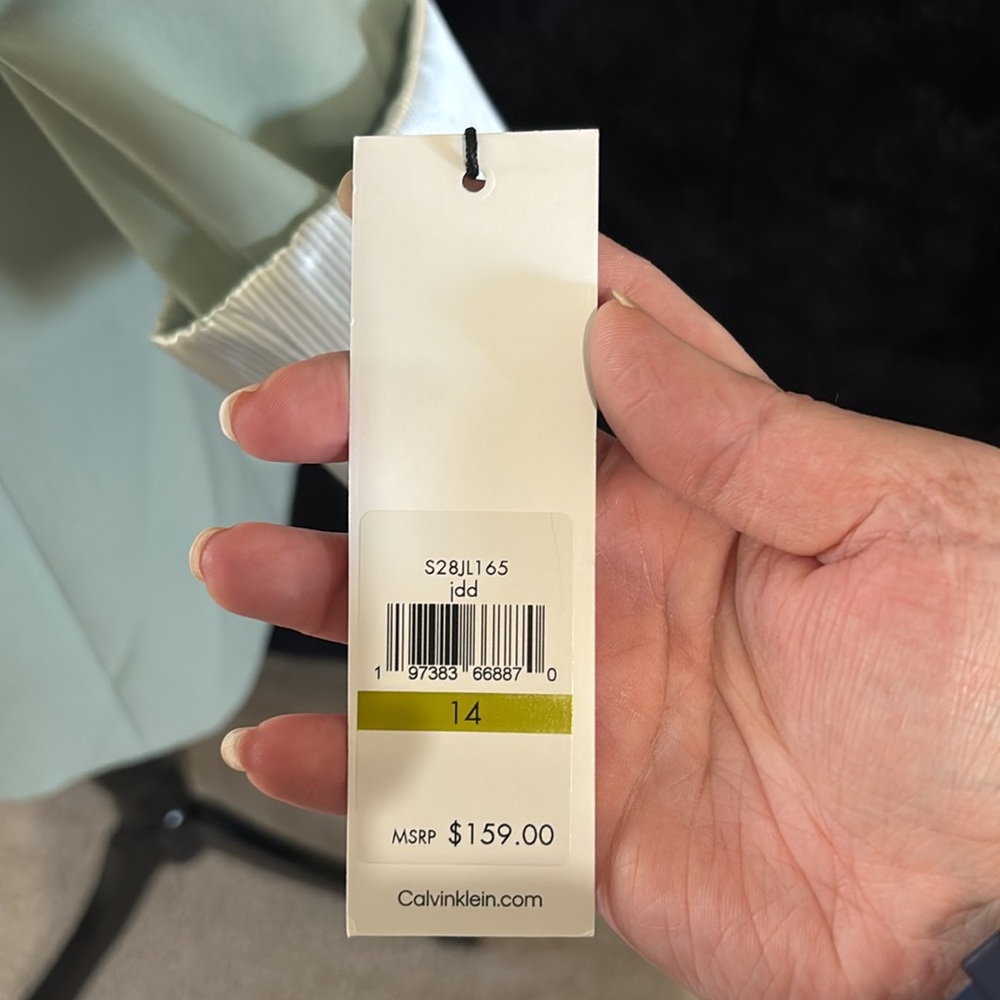 S28JL165
jdd
1 97383 66887 0
14
MSRP $159.00
Calvinklein.com